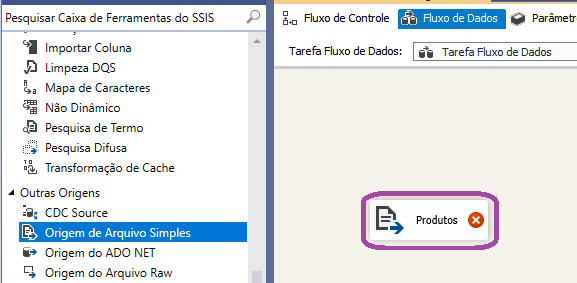 Pesquisar Caixa de Ferramentas do SSIS
Importar Coluna
Limpeza DQS
Mapa de Caracteres
Não Dinâmico
Pesquisa de Termo
Pesquisa Difusa
Transformação de Cache
Outras Origens
CDC Source
Origem de Arquivo Simples
Origem do ADO NET
Origem do Arquivo Raw
Fluxo de Controle
Fluxo de Dados
Parâmetr
Tarefa Fluxo de Dados:
Tarefa Fluxo de Dados
Produtos